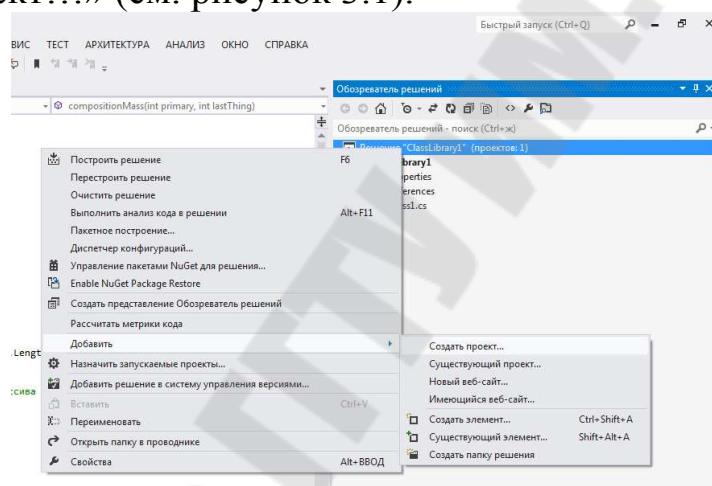 кт…» (см. рисунок 3.1).
Быстрый запуск (Ctrl+Q)
ВИС ТЕСТ АРХИТЕКТУРА АНАЛИЗ ОКНО СПРАВКА
Обозреватель решений
compositionMass(int primary, int lastThing)
Обозреватель решений - поиск (Ctrl+ж)
Решение "ClassLibrary1" (проектов: 1)
brary1
perties
erences
ss1.cs
Построить решение F6
Перестроить решение
Очистить решение
Выполнить анализ кода в решении Alt+F11
Пакетное построение...
Диспетчер конфигураций...
Управление пакетами NuGet для решения...
Enable NuGet Package Restore
Создать представление Обозреватель решений
Рассчитать метрики кода
Добавить
Создать проект...
.Lengt
Назначить запускаемые проекты...
Существующий проект...
Добавить решение в систему управления версиями...
Новый веб-сайт...
сива
Вставить Ctrl+V
Имеющийся веб-сайт...
Переименовать
Создать элемент... Ctrl+Shift+A
Открыть папку в проводнике
Существующий элемент... Shift+Alt+A
Свойства Alt+ВВОД
Создать папку решения